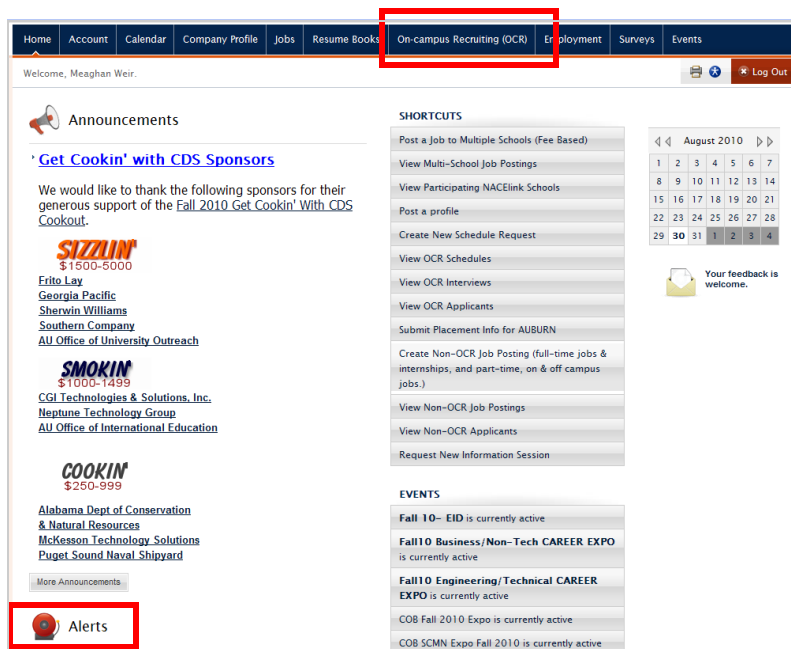 Home Account Calendar Company Profile Jobs Resume Books On-campus Recruiting (OCR) Employment Surveys Events
Welcome, Meaghan Weir.
Log Out
Announcements
Get Cookin' with CDS Sponsors
We would like to thank the following sponsors for their
generous support of the Fall 2010 Get Cookin' With CDS
Cookout.
SIZZLIN'
$1500-5000
Frito Lay
Georgia Pacific
Sherwin Williams
Southern Company
AU Office of University Outreach
SMOKIN'
$1000-1499
CGI Technologies & Solutions, Inc.
Neptune Technology Group
AU Office of International Education
COOKIN'
$250-999
Alabama Dept of Conservation
& Natural Resources
McKesson Technology Solutions
Puget Sound Naval Shipyard
More Announcements
Alerts
SHORTCUTS
Post a Job to Multiple Schools (Fee Based)
View Multi-School Job Postings
View Participating NACElink Schools
Post a profile
Create New Schedule Request
View OCR Schedules
View OCR Interviews
View OCR Applicants
Submit Placement Info for AUBURN
Create Non-OCR Job Posting (full-time jobs &
internships, and part-time, on & off campus
jobs.)
View Non-OCR Job Postings
View Non-OCR Applicants
Request New Information Session
EVENTS
Fall 10- EID is currently active
Fall10 Business/Non-Tech CAREER EXPO
is currently active
Fall10 Engineering/Technical CAREER
EXPO is currently active
COB Fall 2010 Expo is currently active
COB SCMN Expo Fall 2010 is currently active
August 2010
1 2 3 4 5 6 7
8 9 10 11 12 13 14
15 16 17 18 19 20 21
22 23 24 25 26 27 28
29 30 31 1 2 3 4
Your feedback is
welcome.